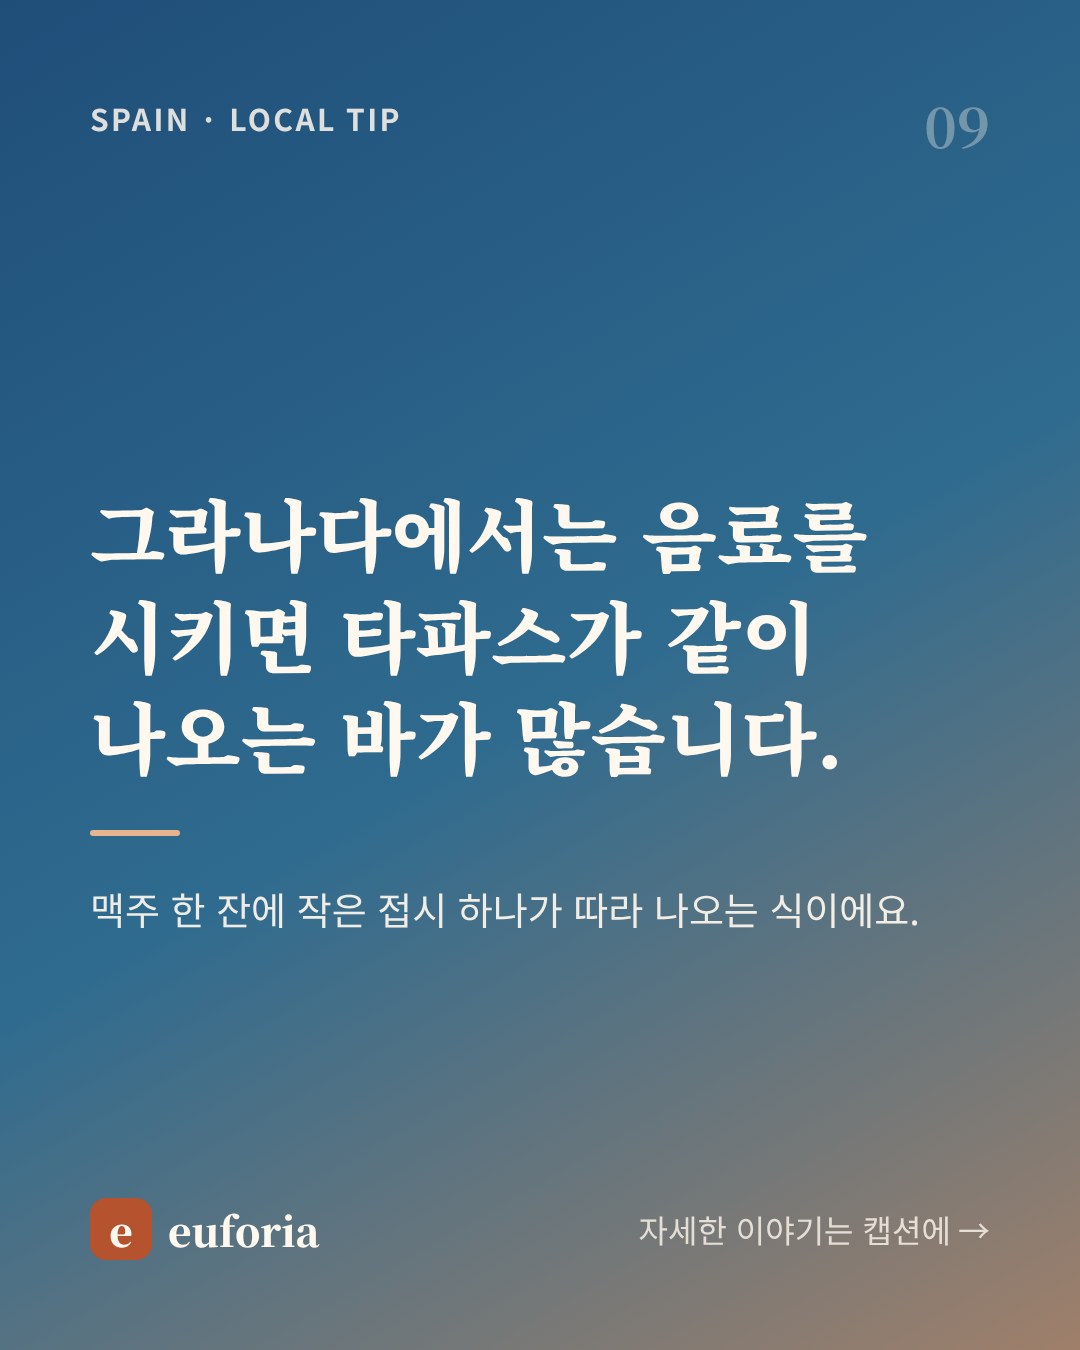 SPAIN · LOCAL TIP
09
그라나다에서는 음료를
시키면 타파스가 같이
나오는 바가 많습니다.
맥주 한 잔에 작은 접시 하나가 따라 나오는 식이에요.
e euforia
자세한 이야기는 캡션에 →